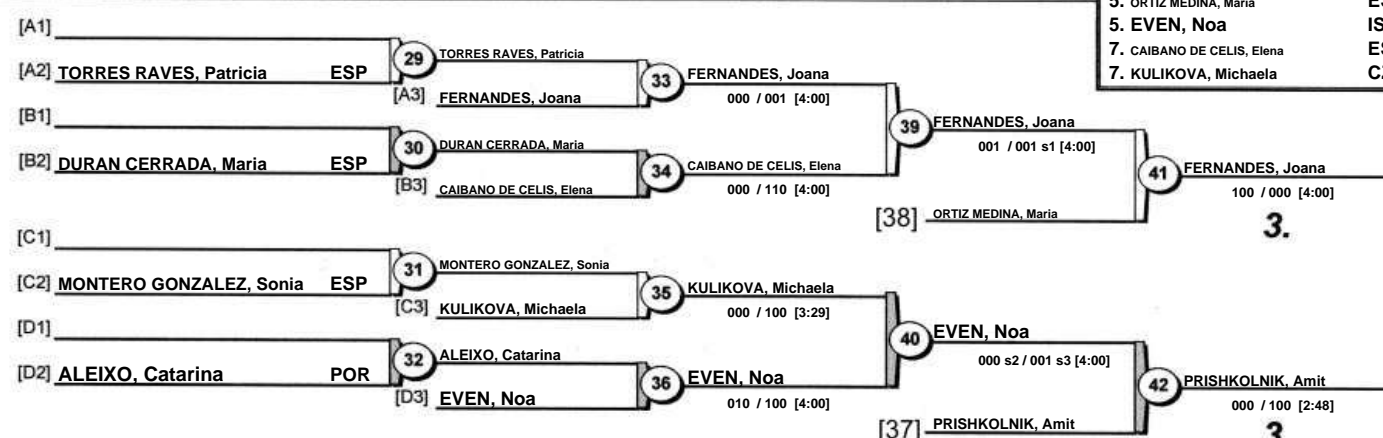 5. ORTIZ MEDINA, Maria
5. EVEN, Noa
7. CAIBANO DE CELIS, Elena
7. KULIKOVA, Michaela
[A1]
[A2] TORRES RAVES, Patricia ESP
29
TORRES RAVES, Patricia
[A3] FERNANDES, Joana
33
FERNANDES, Joana
000 / 001 [4:00]
[B1]
[B2] DURAN CERRADA, Maria ESP
30
DURAN CERRADA, Maria
[B3] CAIBANO DE CELIS, Elena
34
CAIBANO DE CELIS, Elena
000 / 110 [4:00]
39
FERNANDES, Joana
001 / 001 s1 [4:00]
[38] ORTIZ MEDINA, Maria
41
FERNANDES, Joana
100 / 000 [4:00]
3.
[C1]
[C2] MONTERO GONZALEZ, Sonia ESP
31
MONTERO GONZALEZ, Sonia
[C3] KULIKOVA, Michaela
35
KULIKOVA, Michaela
000 / 100 [3:29]
[D1]
[D2] ALEIXO, Catarina POR
32
ALEIXO, Catarina
[D3] EVEN, Noa
36
EVEN, Noa
010 / 100 [4:00]
40
EVEN, Noa
000 s2 / 001 s3 [4:00]
[37] PRISHKOLNIK, Amit
42
PRISHKOLNIK, Amit
000 / 100 [2:48]
3